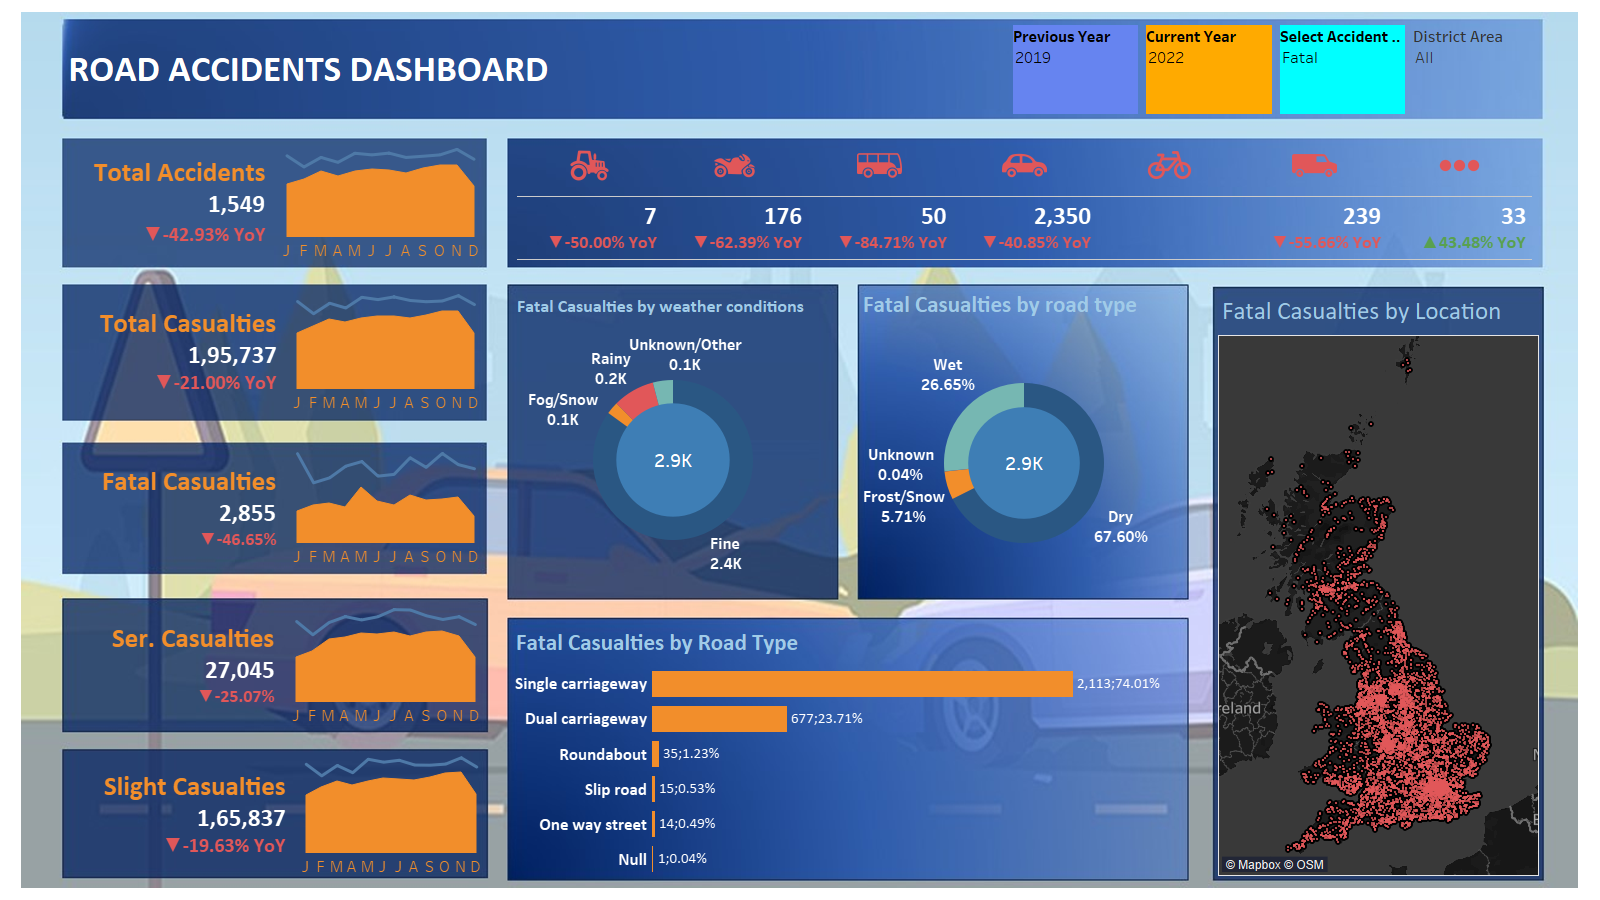 ROAD ACCIDENTS DASHBOARD
Previous Year
2019
Current Year
2022
Select Accident ..
Fatal
District Area
All
Total Accidents
1,549
▼-42.93% YoY
J F M A M J J A S O N D
7
▼-50.00% YoY
176
▼-62.39% YoY
50
▼-84.71% YoY
2,350
▼-40.85% YoY
239
33
▲43.48% YoY
Total Casualties
1,95,737
▼-21.00% YoY
J F M A M J J A S O N D
Fatal Casualties
2,855
▼-46.65%
J F M A M J J A S O N D
Ser. Casualties
27,045
▼-25.07%
J F M A M J J A S O N D
Slight Casualties
1,65,837
▼-19.63% YoY
J F M A M J J A S O N D
Fatal Casualties by weather conditions
Unknown/Other
0.1K
Rainy
0.2K
Fog/Snow
0.1K
2.9K
Fine
2.4K
Fatal Casualties by road type
Wet
26.65%
Unknown
0.04%
Frost/Snow
5.71%
2.9K
Dry
67.60%
Fatal Casualties by Road Type
Single carriageway 2,113;74.01%
Dual carriageway 677;23.71%
Roundabout 35;1.23%
Slip road 15;0.53%
One way street 14;0.49%
Null 1;0.04%
Fatal Casualties by Location
reland
© Mapbox © OSM